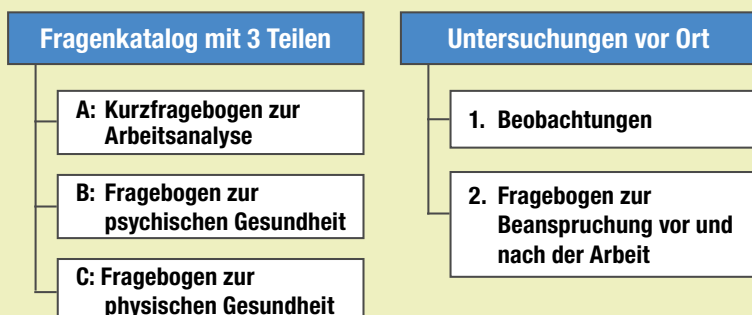 Fragenkatalog mit 3 Teilen
A: Kurzfragebogen zur
Arbeitsanalyse
B: Fragebogen zur
psychischen Gesundheit
C: Fragebogen zur
physischen Gesundheit
Untersuchungen vor Ort
1. Beobachtungen
2. Fragebogen zur
Beanspruchung vor und
nach der Arbeit